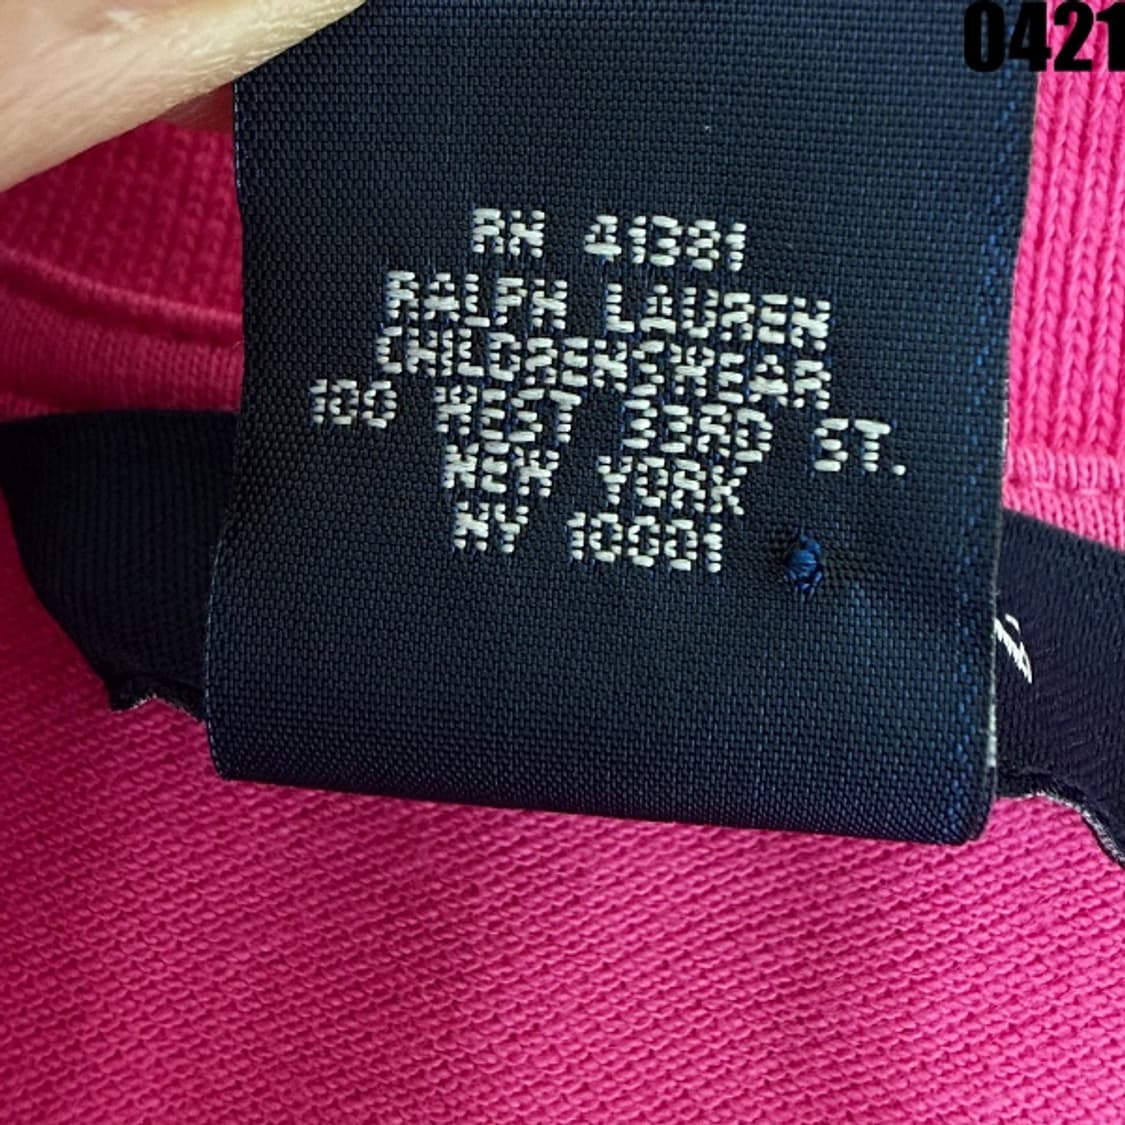 0421
RN 41381
RALPH LAUREN
CHILDRENSWEAR
100 WEST 33RD ST.
NEW YORK
NY 10001